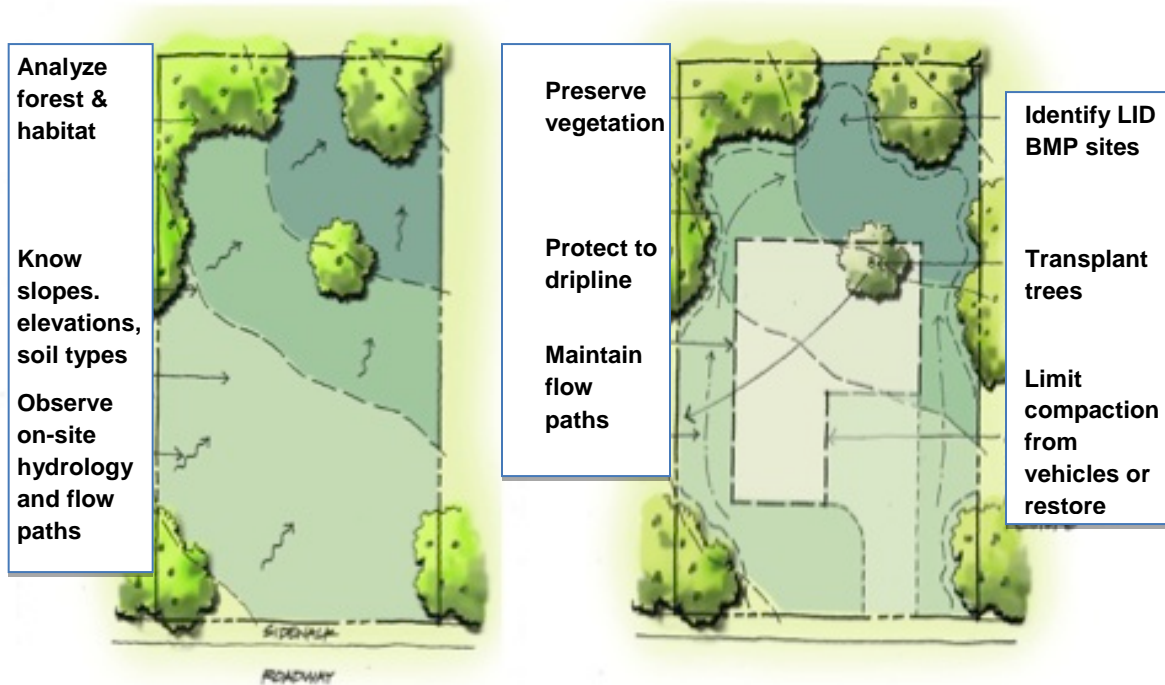 Analyze
forest &
habitat
Know
slopes.
elevations,
soil types
Observe
on-site
hydrology
and flow
paths
SIDEWALK
ROADWAY
Preserve
vegetation
Protect to
dripline
Maintain
flow
paths
Identify LID
BMP sites
Transplant
trees
Limit
compaction
from
vehicles or
restore